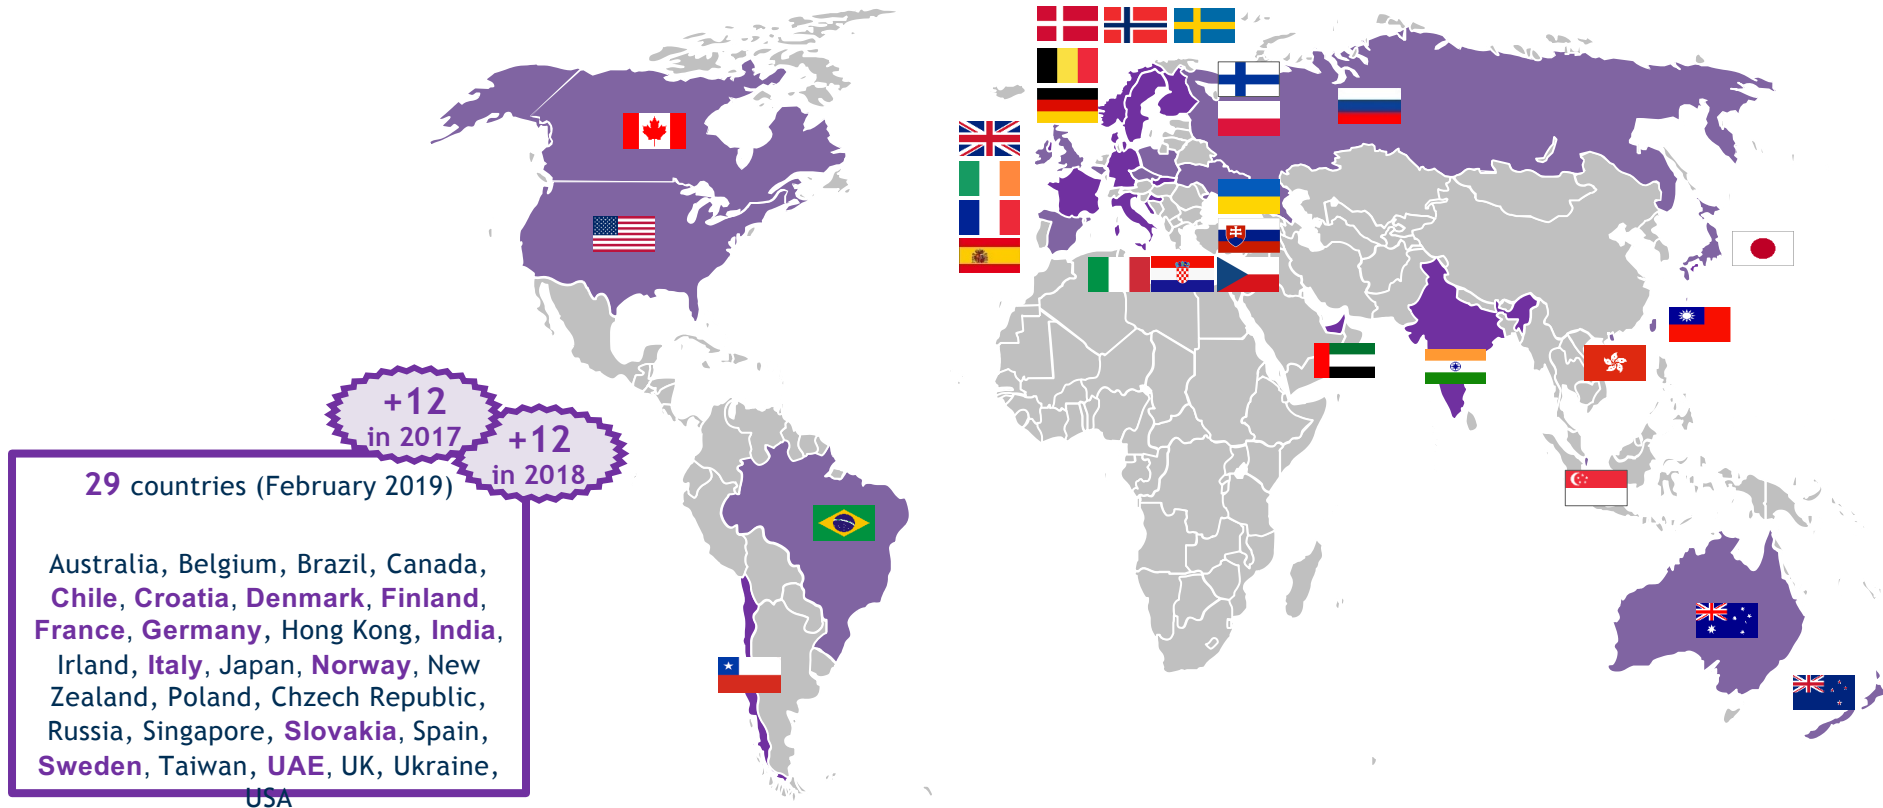 +12
in 2017
+12
in 2018
29 countries (February 2019)
Australia, Belgium, Brazil, Canada,
Chile, Croatia, Denmark, Finland,
France, Germany, Hong Kong, India,
Irland, Italy, Japan, Norway, New
Zealand, Poland, Chzech Republic,
Russia, Singapore, Slovakia, Spain,
Sweden, Taiwan, UAE, UK, Ukraine,
USA